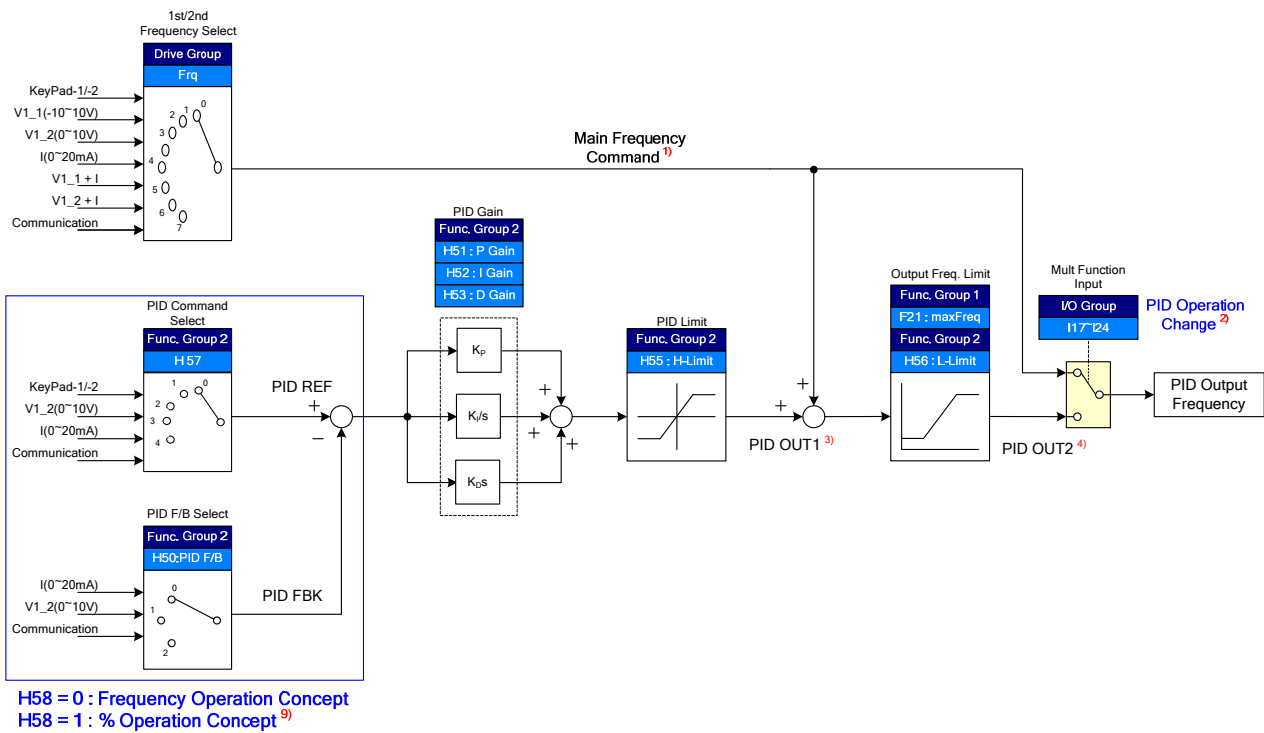 1st/2nd
Frequency Select
Drive Group
Frq
KeyPad-1/-2
V1_1(-10~10V)
V1_2(0~10V)
I(0~20mA)
V1_1 + I
V1_2 + I
Communication
0
1
2
3
4
5
6
7
Main Frequency
Command 1)
PID Gain
Func. Group 2
H51 : P Gain
H52 : I Gain
H53 : D Gain
PID Command
Select
Func. Group 2
H 57
KeyPad-1/-2
V1_2(0~10V)
I(0~20mA)
Communication
0
1
2
3
4
PID REF
+
−
KP
KI/s
KDs
+
+
+
PID Limit
Func. Group 2
H55 : H-Limit
+
+
PID OUT1 3)
Output Freq. Limit
Func. Group 1
F21 : maxFreq
Func. Group 2
H56 : L-Limit
PID OUT2 4)
Mult Function
Input
I/O Group
I17~I24
PID Operation
Change 2)
PID Output
Frequency
PID F/B Select
Func. Group 2
H50:PID F/B
I(0~20mA)
V1_2(0~10V)
Communication
0
1
2
PID FBK
H58 = 0 : Frequency Operation Concept
H58 = 1 : % Operation Concept 9)